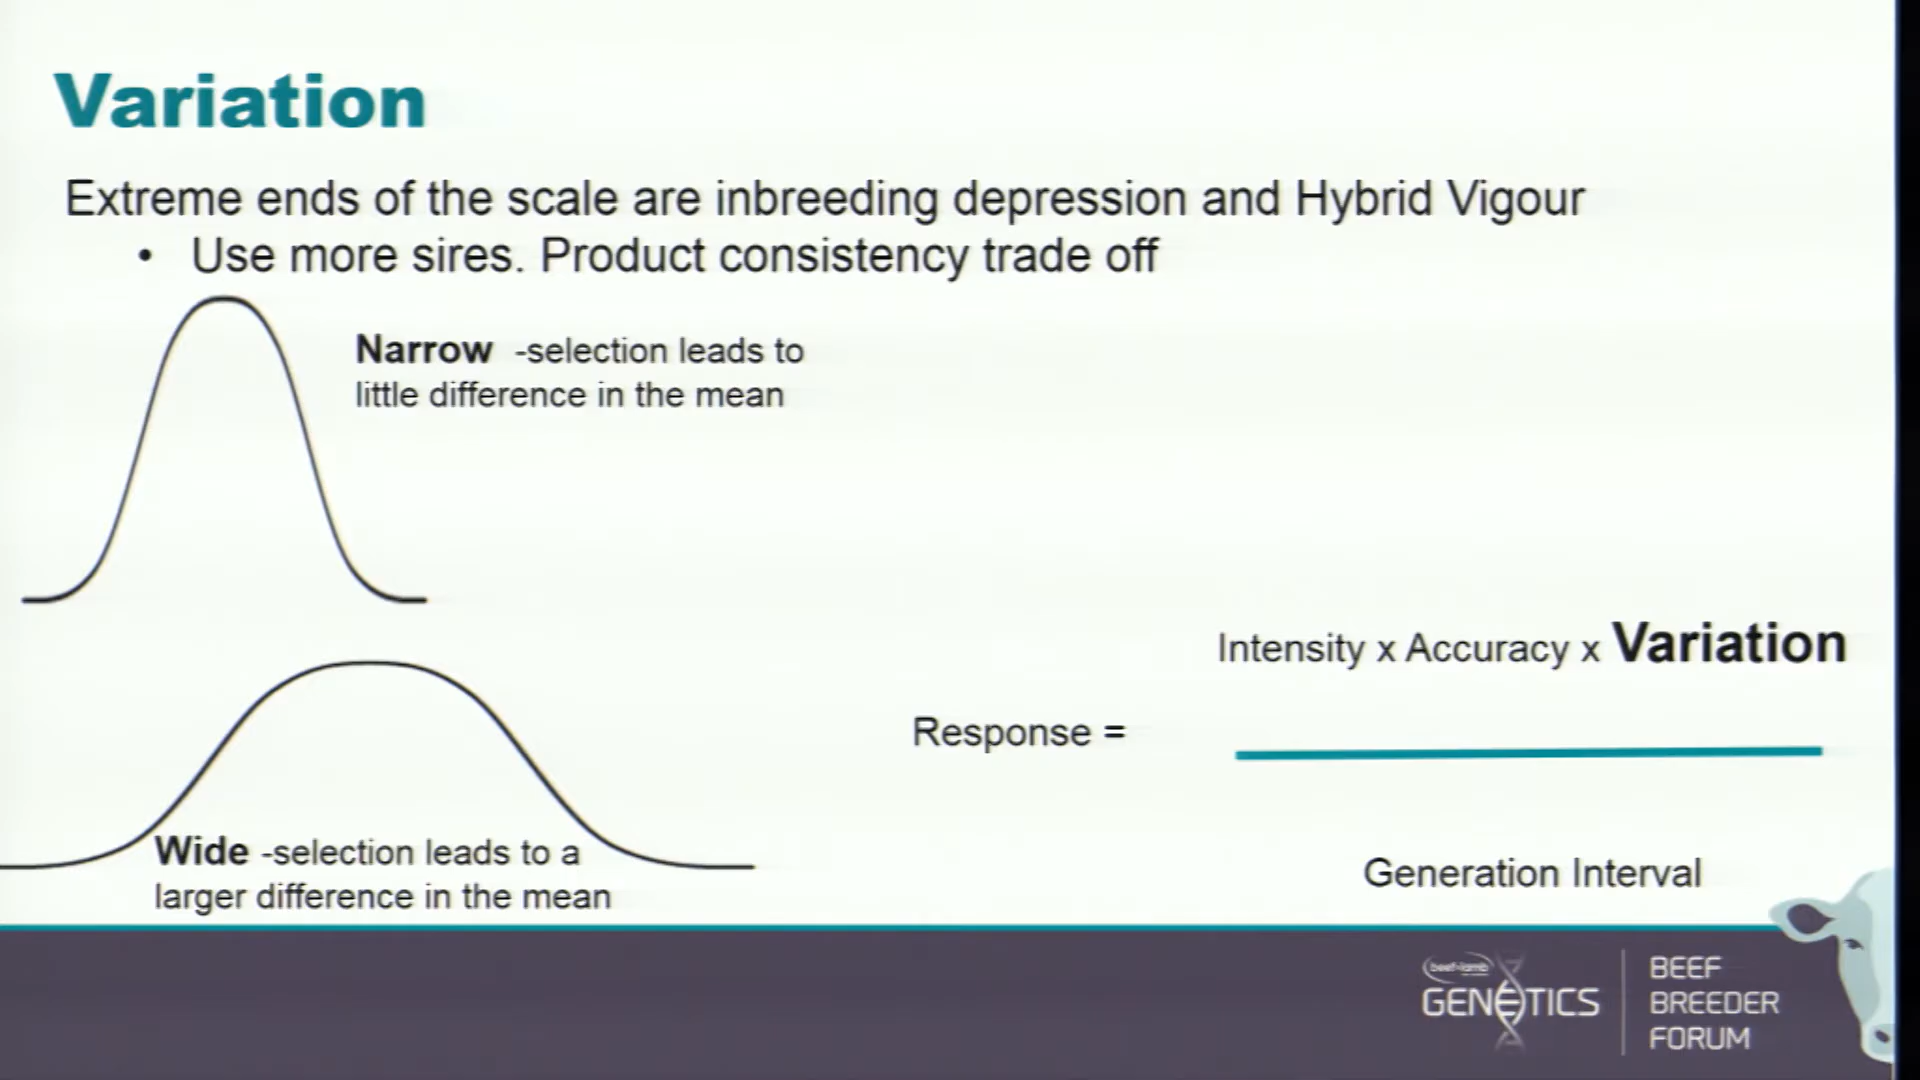 Variation
Extreme ends of the scale are inbreeding depression and Hybrid Vigour
• Use more sires. Product consistency trade off
Narrow -selection leads to
little difference in the mean
Wide -selection leads to a
larger difference in the mean
Intensity x Accuracy x Variation
Response =
Generation Interval
beef+lamb
GENETICS
BEEF
BREEDER
FORUM